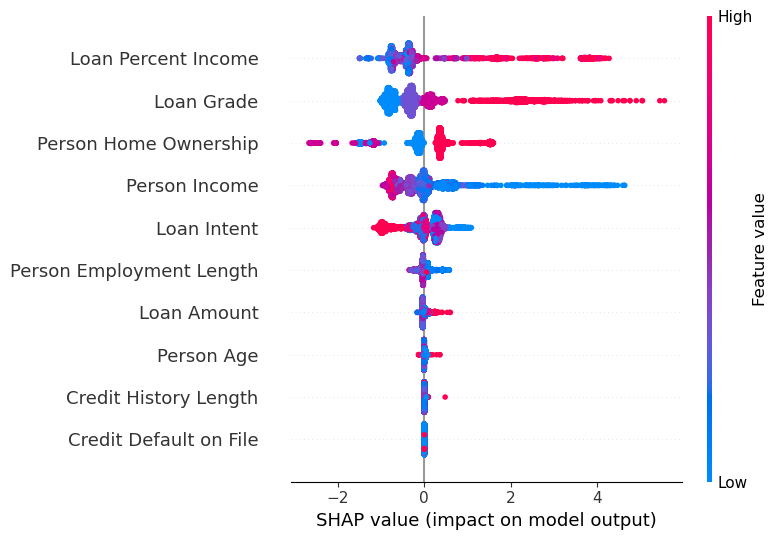 High
Loan Percent Income
Loan Grade
Person Home Ownership
Person Income
Loan Intent
Person Employment Length
Loan Amount
Person Age
Credit History Length
Credit Default on File
Feature value
Low
−2 0 2 4
SHAP value (impact on model output)